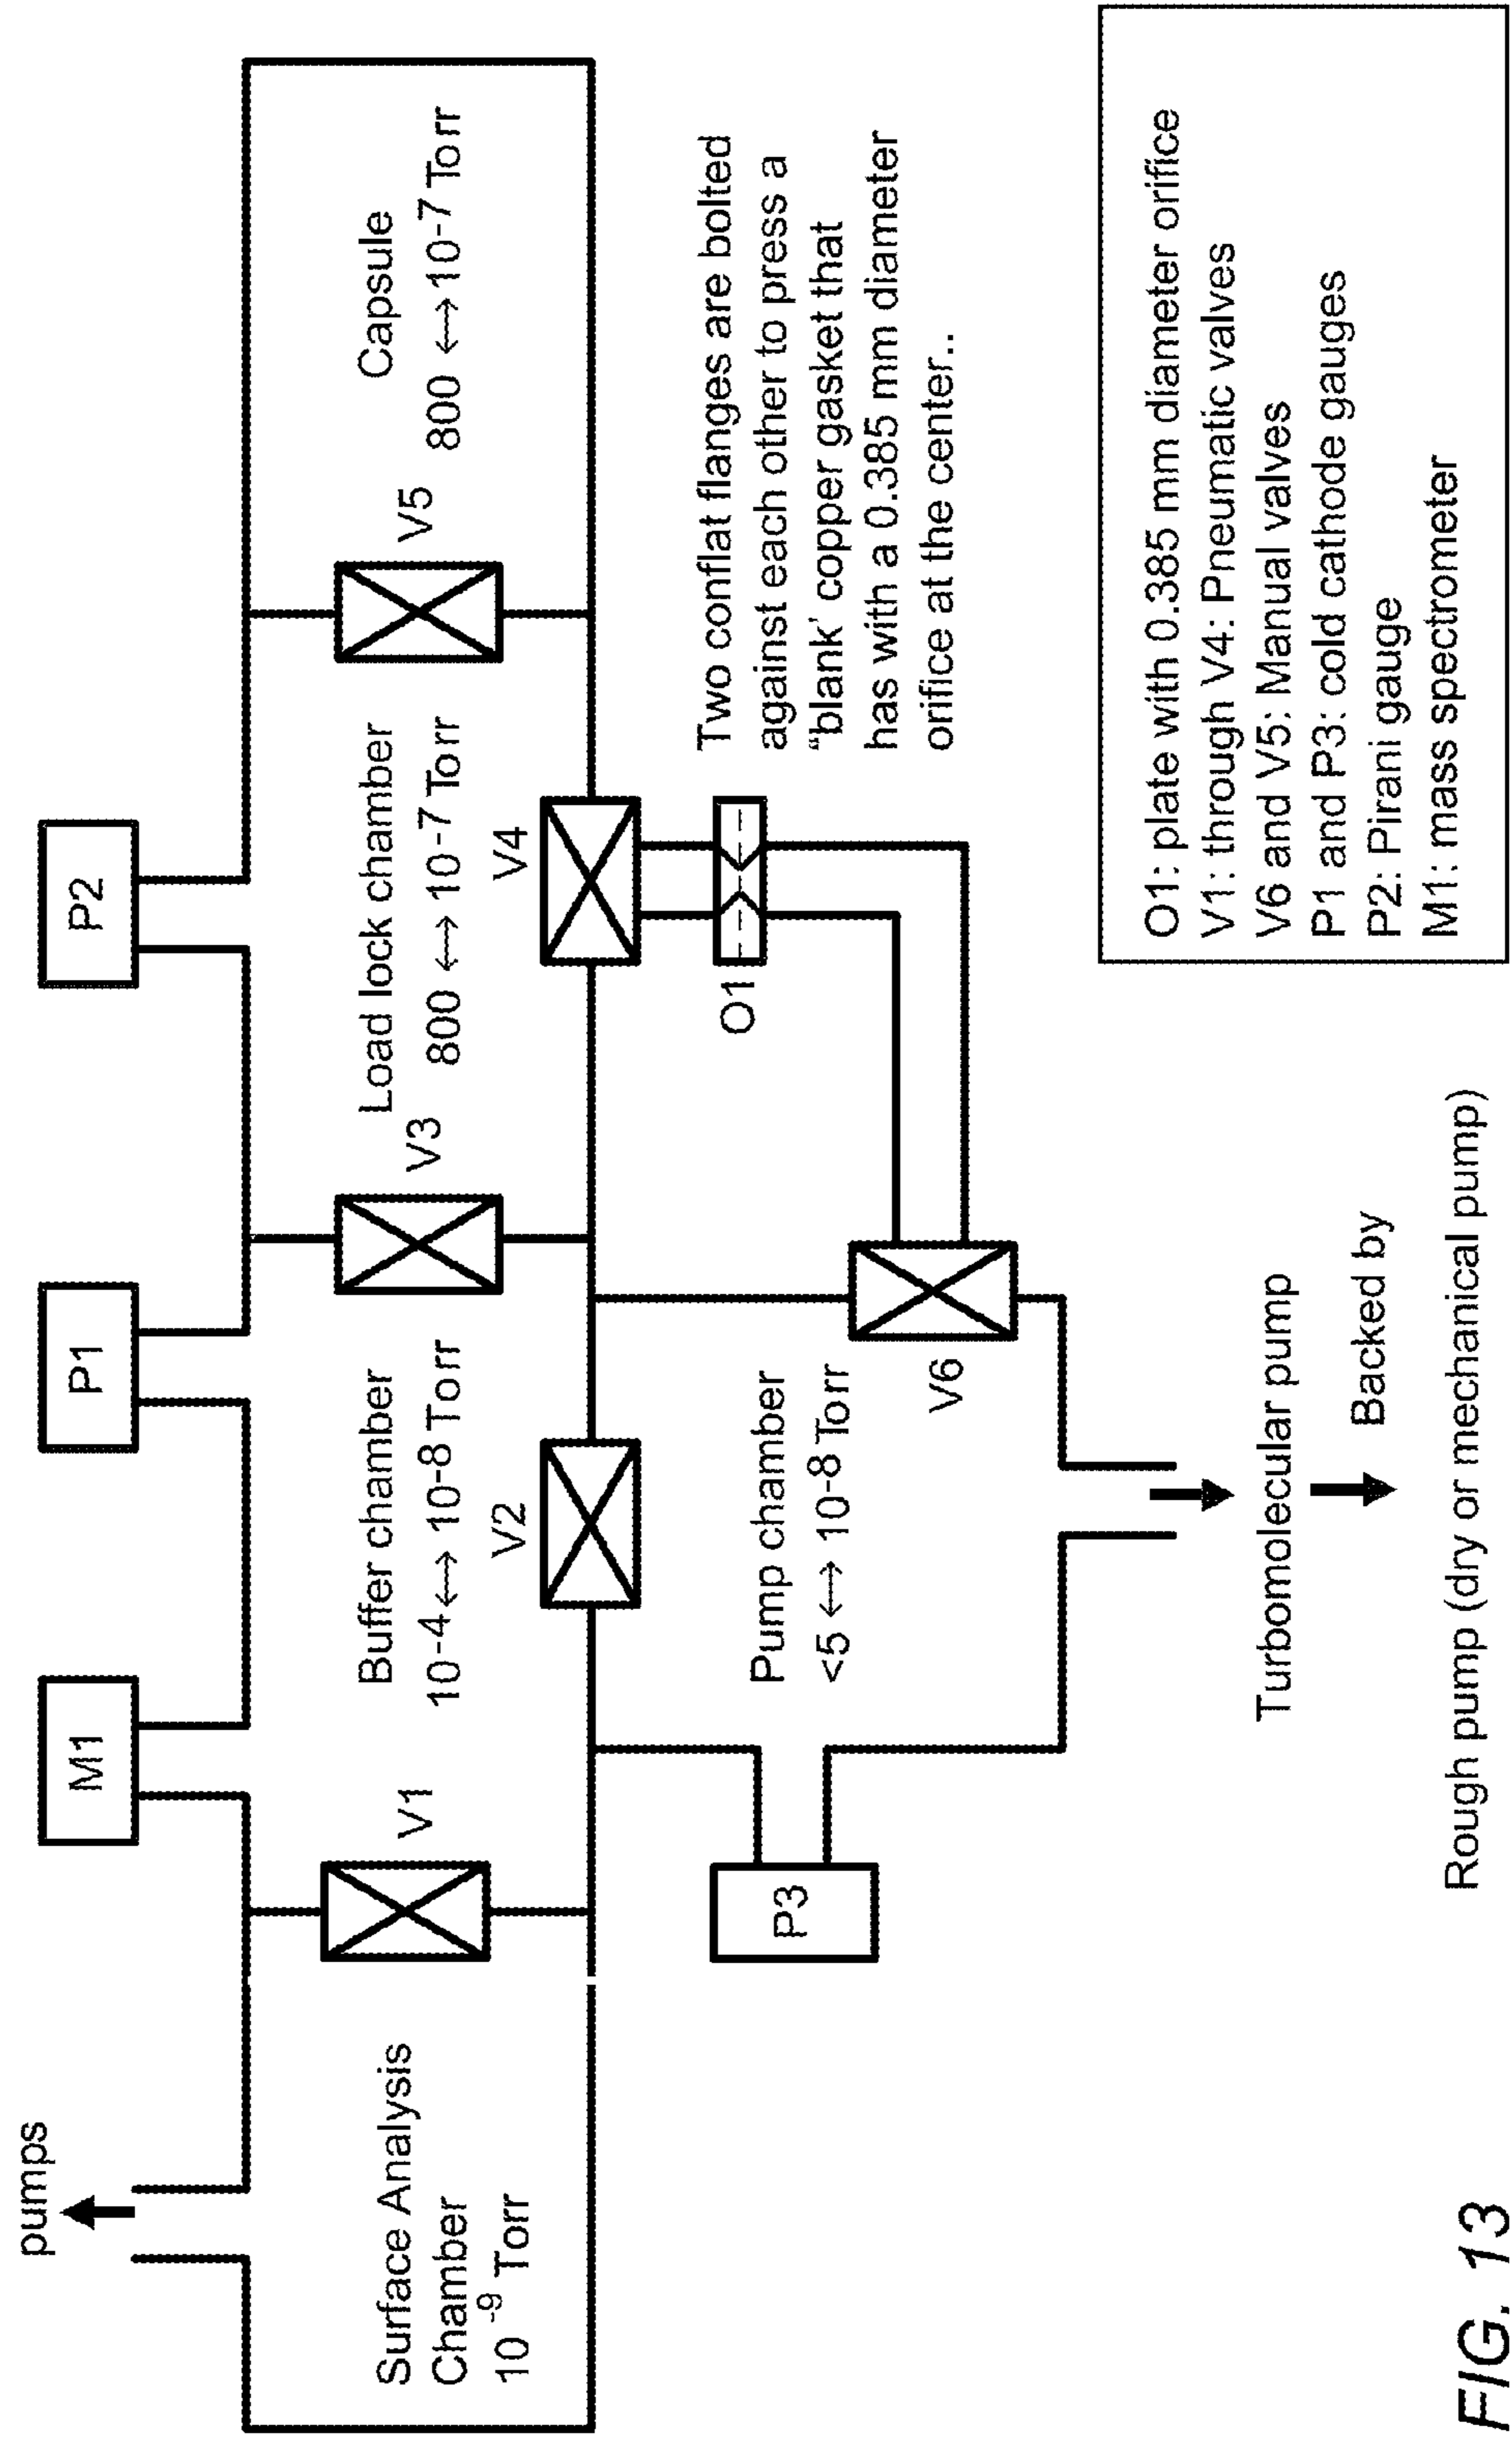 pumps
M1
P1
P2
Surface Analysis
Chamber
10 -9 Torr
V1
Buffer chamber
10-4 ↔ 10-8 Torr
V3
Load lock chamber
800 ↔ 10-7 Torr
V5
Capsule
800 ↔ 10-7 Torr
V2
V4
P3
Pump chamber
<5 ↔ 10-8 Torr
V6
O1
Two conflat flanges are bolted
against each other to press a
"blank' copper gasket that
has with a 0.385 mm diameter
orifice at the center..
Turbomolecular pump
Backed by
Rough pump (dry or mechanical pump)
O1: plate with 0.385 mm diameter orifice
V1: through V4: Pneumatic valves
V6 and V5: Manual valves
P1 and P3: cold cathode gauges
P2: Pirani gauge
M1: mass spectrometer
FIG. 13